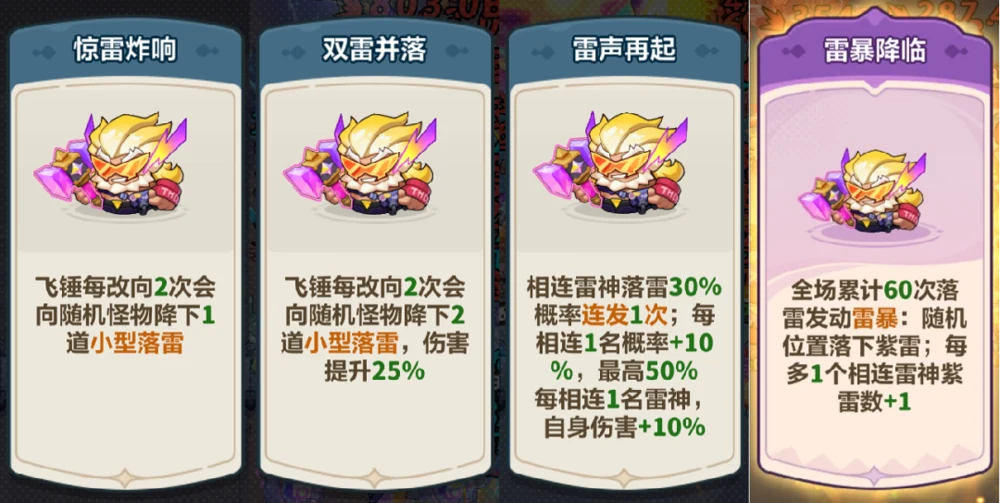 惊雷炸响
飞锤每改向2次会
向随机怪物降下1
道小型落雷
双雷并落
飞锤每改向2次会
向随机怪物降下2
道小型落雷，伤害
提升25%
雷声再起
相连雷神落雷30%
概率连发1次；每
相连1名概率+10
%，最高50%
每相连1名雷神，
自身伤害+10%
雷暴降临
全场累计60次落
雷发动雷暴：随机
位置落下紫雷；每
多1个相连雷神紫
雷数+1